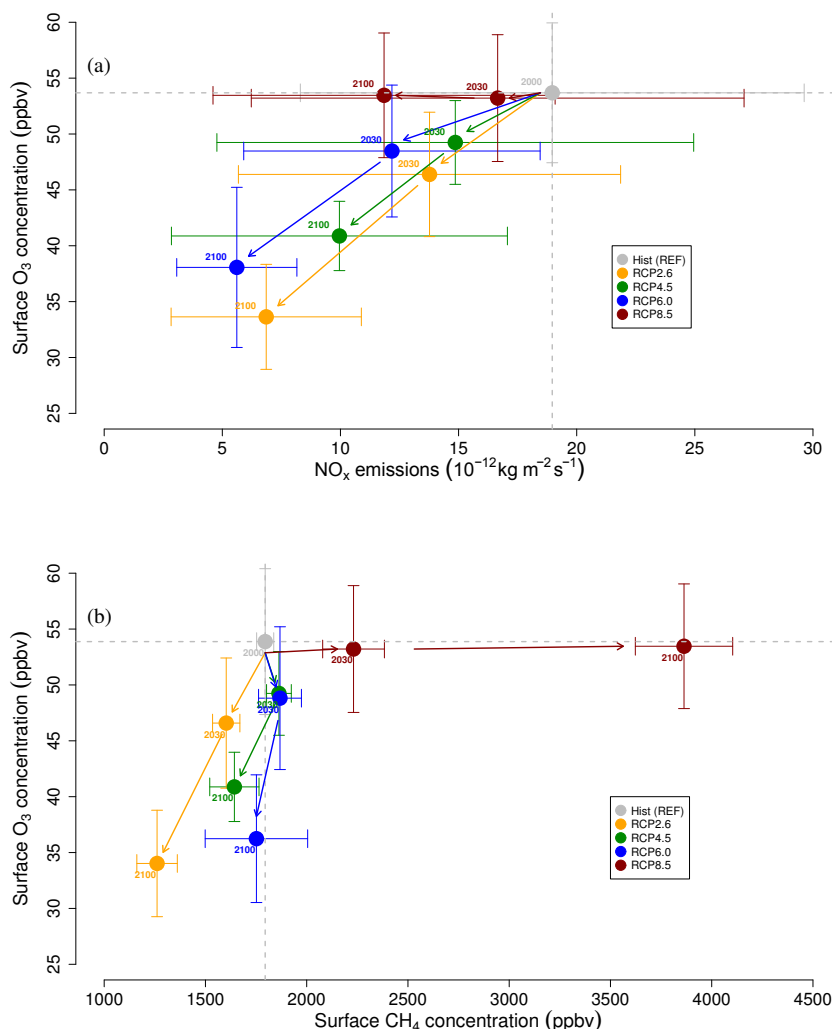 (a)
Surface O₃ concentration (ppbv)
60
55
50
45
40
35
30
25
2100
2030
2000
2030
2030
2030
2100
2100
2100
Hist (REF)
RCP2.6
RCP4.5
RCP6.0
RCP8.5
0 5 10 15 20 25 30
NOₓ emissions (10⁻¹²kg m⁻² s⁻¹)
(b)
Surface O₃ concentration (ppbv)
60
55
50
45
40
35
30
25
2000
2030
2100
2030
2030
2030
2100
2100
2100
Hist (REF)
RCP2.6
RCP4.5
RCP6.0
RCP8.5
1000 1500 2000 2500 3000 3500 4000 4500
Surface CH₄ concentration (ppbv)